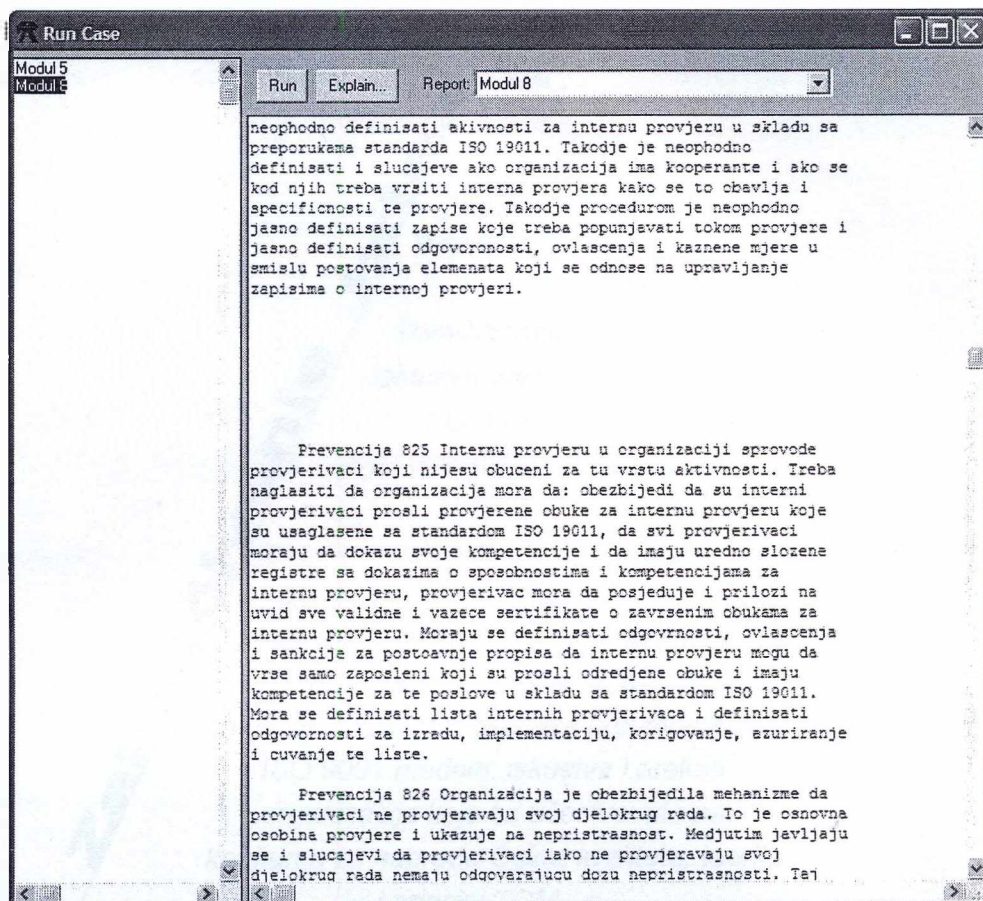 Run Case
Modul 5
Modul 8
Run
Explain...
Report:
Modul 8
neophodno definisati akivnosti za internu provjeru u skladu sa
preporukama standarda ISO 19011. Takodje je neophodno
definisati i slucajeve ako organizacija ima kooperante i ako se
kod njih treba vrsiti interna provjera kako se to obavlja i
specificnosti te provjere. Takodje procedurom je neophodno
jasno definisati zapise koje treba popunjavati tokom provjere i
jasno definisati odgovoronosti, ovlascenja i kaznene mjere u
smislu postovanja elemenata koji se odnose na upravljanje
zapisima o internoj provjeri.
Prevencija 825 Internu provjeru u organizaciji sprovode
provjerivaci koji nijesu obuceni za tu vrstu aktivnosti. Treba
naglasiti da organizacija mora da: obezbijedi da su interni
provjerivaci prosli provjerene obuke za internu provjeru koje
su usaglasene sa standardom ISO 19011, da svi provjerivaci
moraju da dokazu svoje kompetencije i da imaju uredno slozene
registre sa dokazima o sposobnostima i kompetencijama za
internu provjeru, provjerivac mora da posjeduje i prilozi na
uvid sve validne i vazece sertifikate o zavrsenim obukama za
internu provjeru. Moraju se definisati odgovrnosti, ovlascenja
i sankcije za postoavnje propisa da internu provjeru mogu da
vrse samo zaposleni koji su prosli odredjene obuke i imaju
kompetencije za te poslove u skladu sa standardom ISO 19011.
Mora se definisati lista internih provjerivaca i definisati
odgovornosti za izradu, implementaciju, korigovanje, azuriranje
i cuvanje te liste.
Prevencija 826 Organizacija je obezbijedila mehanizme da
provjerivaci ne provjeravaju svoj djelokrug rada. To je osnovna
osobina provjere i ukazuje na nepristrasnost. Medjutim javljaju
se i slucajevi da provjerivaci iako ne provjeravaju svoj
djelokrug rada nemaju odgovarajucu dozu nepristrasnosti. Taj